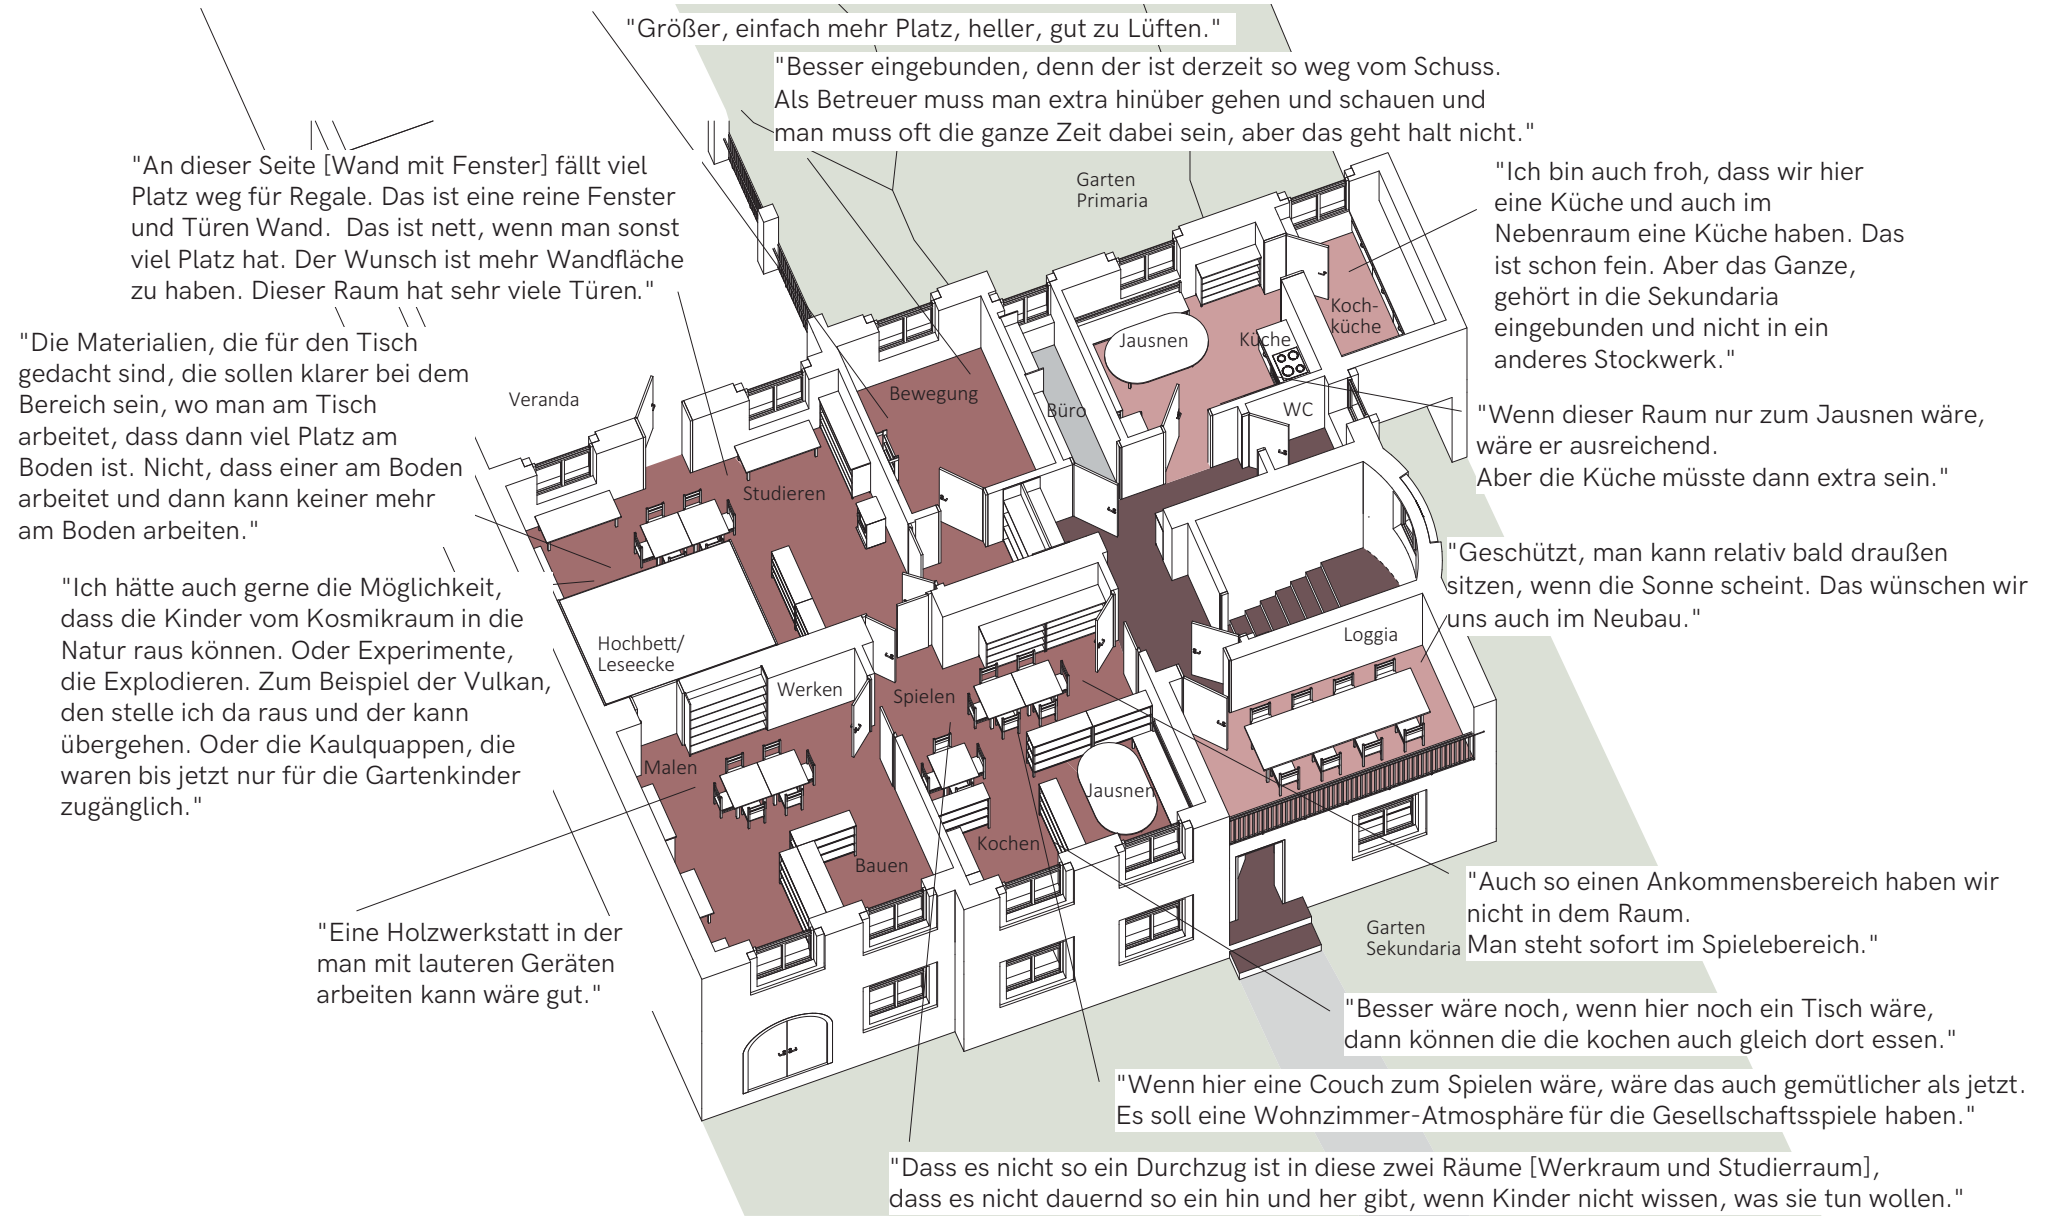 "Größer, einfach mehr Platz, heller, gut zu Lüften."
"Besser eingebunden, denn der ist derzeit so weg vom Schuss.
Als Betreuer muss man extra hinüber gehen und schauen und
man muss oft die ganze Zeit dabei sein, aber das geht halt nicht."
"An dieser Seite [Wand mit Fenster] fällt viel
Platz weg für Regale. Das ist eine reine Fenster
und Türen Wand.  Das ist nett, wenn man sonst
viel Platz hat. Der Wunsch ist mehr Wandfläche
zu haben. Dieser Raum hat sehr viele Türen."
"Ich bin auch froh, dass wir hier
eine Küche und auch im
Nebenraum eine Küche haben. Das
ist schon fein. Aber das Ganze,
gehört in die Sekundaria
eingebunden und nicht in ein
anderes Stockwerk."
Garten
Primaria
"Die Materialien, die für den Tisch
gedacht sind, die sollen klarer bei dem
Bereich sein, wo man am Tisch
arbeitet, dass dann viel Platz am
Boden ist. Nicht, dass einer am Boden
arbeitet und dann kann keiner mehr
am Boden arbeiten."
Koch-
küche
Jausnen
Küche
Veranda
Bewegung
Büro
WC
"Wenn dieser Raum nur zum Jausnen wäre,
wäre er ausreichend.
Aber die Küche müsste dann extra sein."
Studieren
"Geschützt, man kann relativ bald draußen
sitzen, wenn die Sonne scheint. Das wünschen wir
uns auch im Neubau."
"Ich hätte auch gerne die Möglichkeit,
dass die Kinder vom Kosmikraum in die
Natur raus können. Oder Experimente,
die Explodieren. Zum Beispiel der Vulkan,
den stelle ich da raus und der kann
übergehen. Oder die Kaulquappen, die
waren bis jetzt nur für die Gartenkinder
zugänglich."
Hochbett/
Leseecke
Loggia
Werken
Spielen
Malen
Jausnen
Kochen
Bauen
"Auch so einen Ankommensbereich haben wir
nicht in dem Raum.
Man steht sofort im Spielebereich."
Garten
Sekundaria
"Eine Holzwerkstatt in der
man mit lauteren Geräten
arbeiten kann wäre gut."
"Besser wäre noch, wenn hier noch ein Tisch wäre,
dann können die die kochen auch gleich dort essen."
"Wenn hier eine Couch zum Spielen wäre, wäre das auch gemütlicher als jetzt.
Es soll eine Wohnzimmer-Atmosphäre für die Gesellschaftsspiele haben."
"Dass es nicht so ein Durchzug ist in diese zwei Räume [Werkraum und Studierraum],
dass es nicht dauernd so ein hin und her gibt, wenn Kinder nicht wissen, was sie tun wollen."